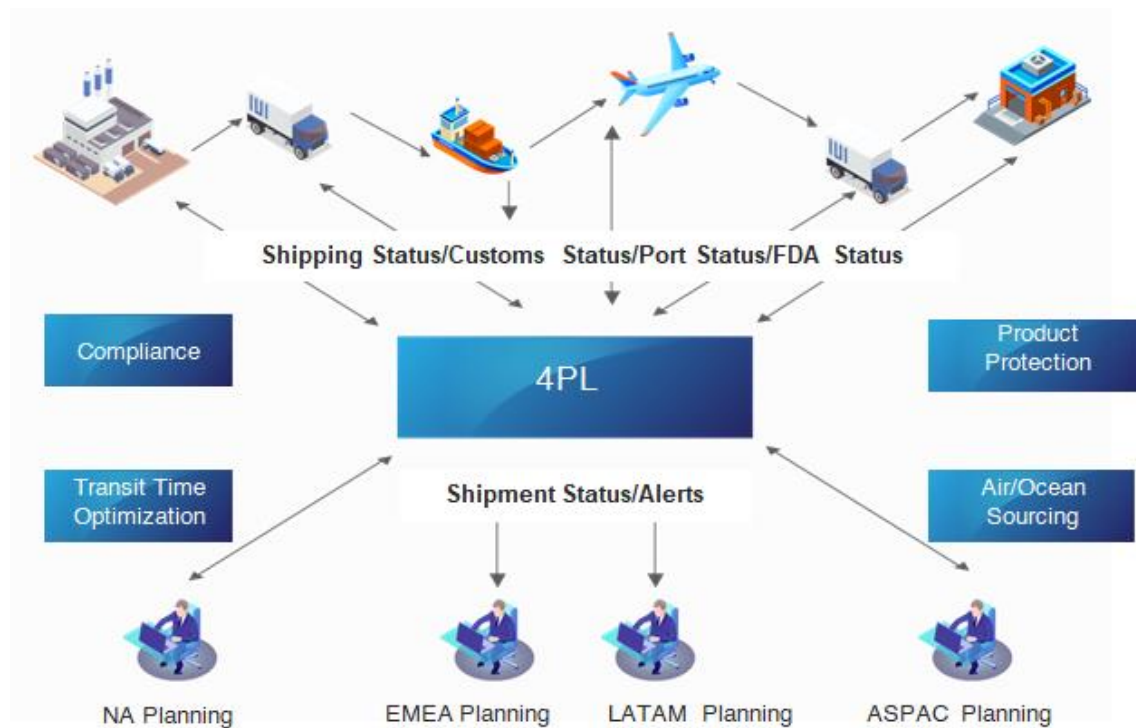 Shipping Status/Customs Status/Port Status/FDA Status
Compliance
4PL
Product
Protection
Transit Time
Optimization
Shipment Status/Alerts
Air/Ocean
Sourcing
NA Planning
EMEA Planning
LATAM Planning
ASPAC Planning